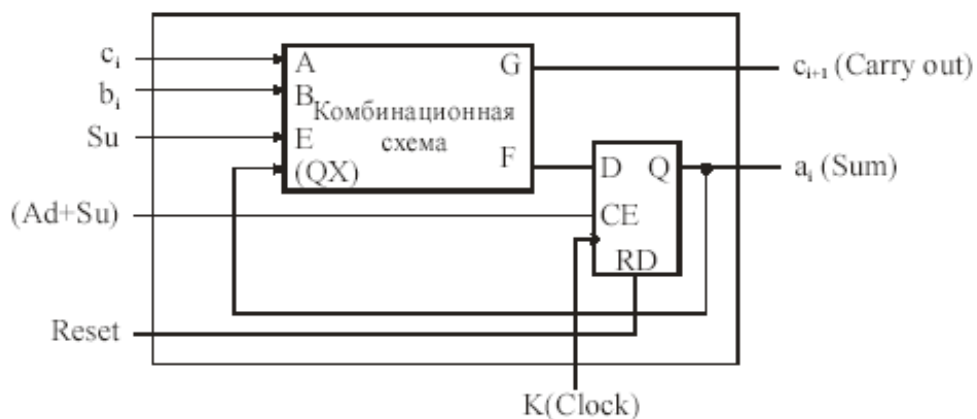 cᵢ
bᵢ
Su
(Ad+Su)
Reset
A
B
E
(QX)
Комбинационная
схема
G
F
D
Q
CE
RD
K(Clock)
cᵢ₊₁ (Carry out)
aᵢ (Sum)